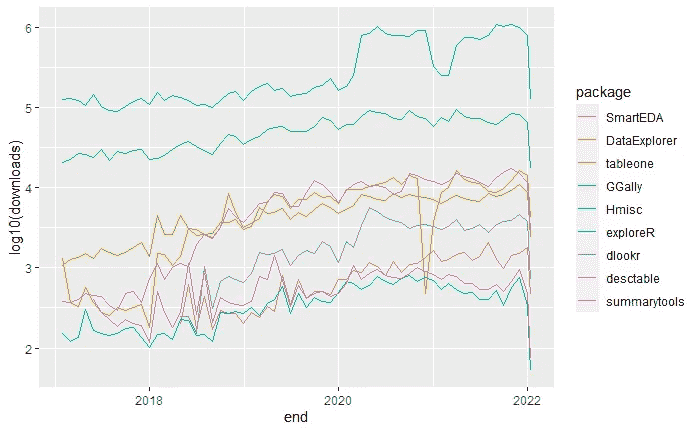 log10(downloads)
6
5
4
3
2
2018
2020
2022
end
package
SmartEDA
DataExplorer
tableone
GGally
Hmisc
exploreR
dlookr
desctable
summarytools